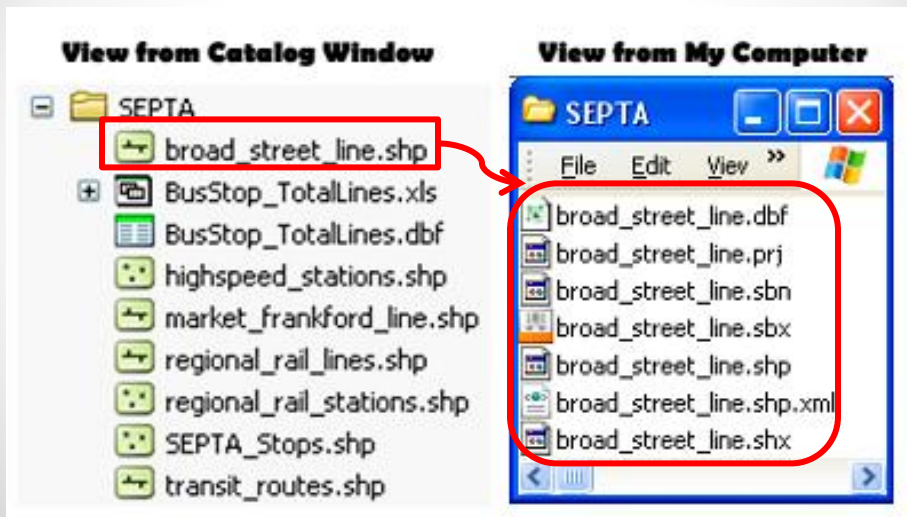 View from Catalog Window
SEPTA
broad_street_line.shp
BusStop_TotalLines.xls
BusStop_TotalLines.dbf
highspeed_stations.shp
market_frankford_line.shp
regional_rail_lines.shp
regional_rail_stations.shp
SEPTA_Stops.shp
transit_routes.shp
View from My Computer
SEPTA
File Edit View »
broad_street_line.dbf
broad_street_line.prj
broad_street_line.sbn
broad_street_line.sbx
broad_street_line.shp
broad_street_line.shp.xml
broad_street_line.shx